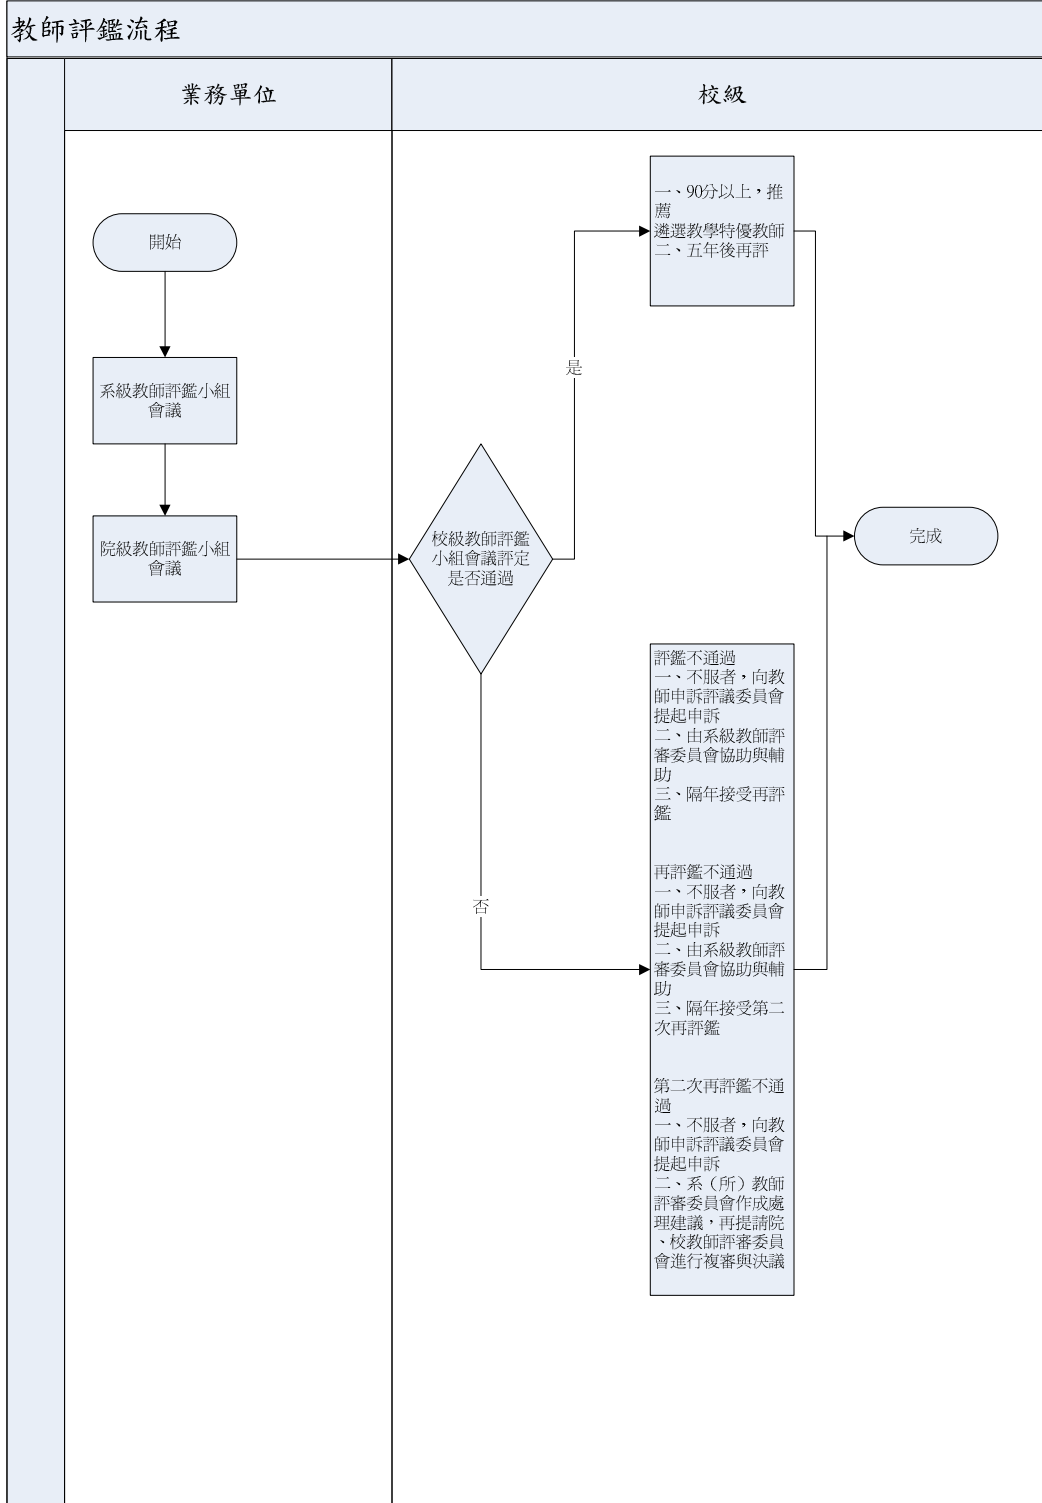 教師評鑑流程
業務單位
校級
開始
系級教師評鑑小組
會議
院級教師評鑑小組
會議
校級教師評鑑
小組會議評定
是否通過
是
一、90分以上，推
薦
遴選教學特優教師
二、五年後再評
完成
否
評鑑不通過
一、不服者，向教
師申訴評議委員會
提起申訴
二、由系級教師評
審委員會協助與輔
助
三、隔年接受再評
鑑
再評鑑不通過
一、不服者，向教
師申訴評議委員會
提起申訴
二、由系級教師評
審委員會協助與輔
助
三、隔年接受第二
次再評鑑
第二次再評鑑不通
過
一、不服者，向教
師申訴評議委員會
提起申訴
二、系（所）教師
評審委員會作成處
理建議，再提請院
、校教師評審委員
會進行複審與決議